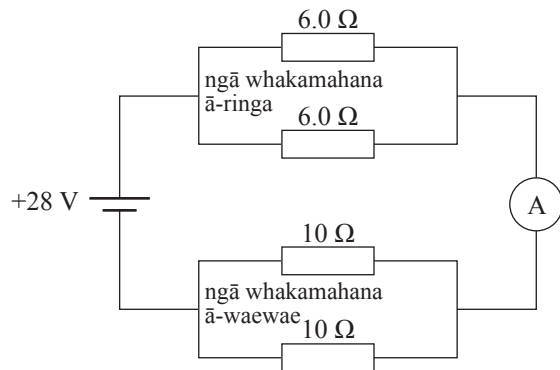 6.0 Ω
ngā whakamahana
ā-ringa
6.0 Ω
+28 V
A
10 Ω
ngā whakamahana
ā-waewae
10 Ω